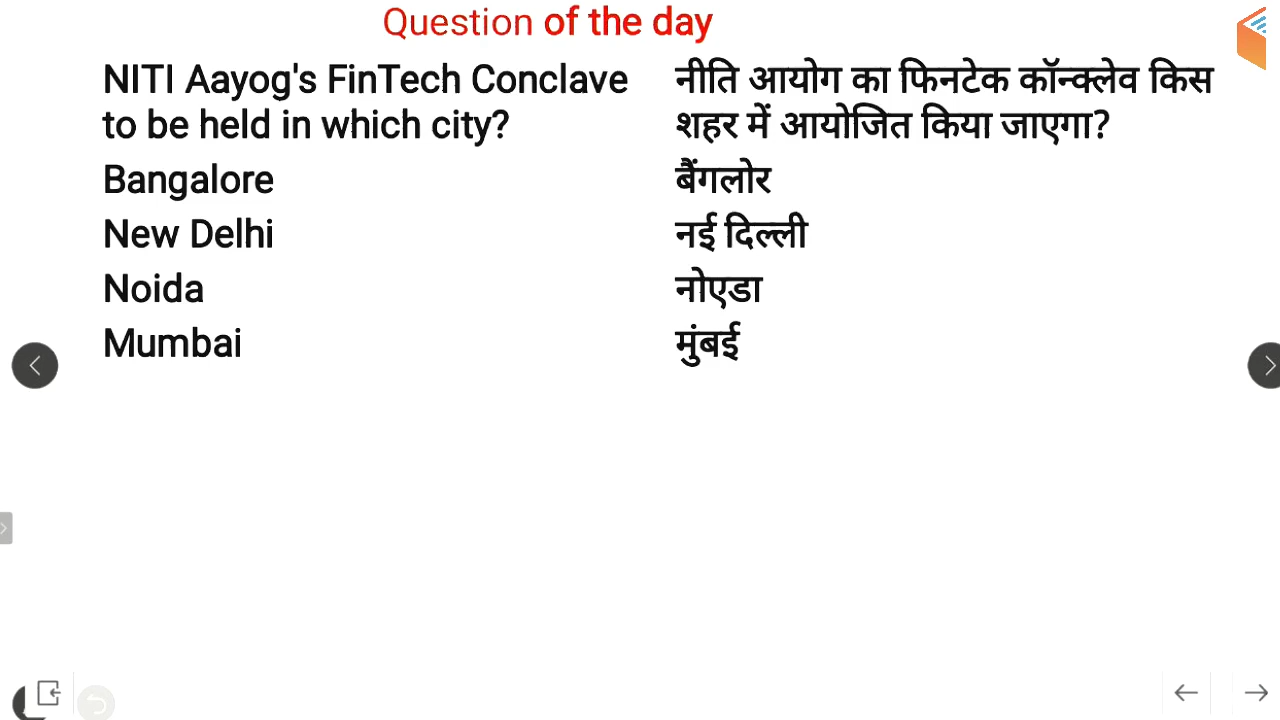 Question of the day
NITI Aayog's FinTech Conclave
to be held in which city?
Bangalore
New Delhi
Noida
Mumbai
नीति आयोग का फिनटेक कॉन्क्लेव किस
शहर में आयोजित किया जाएगा?
बैंगलोर
नई दिल्ली
नोएडा
मुंबई